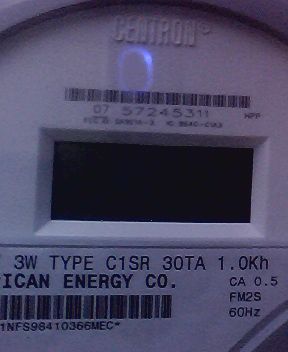 CENTRON
07 57245311
3W TYPE C1SR 30TA 1.0Kh
ICAN ENERGY CO. CA 0.5
FM2S
60Hz
1NFS98410366MEC*